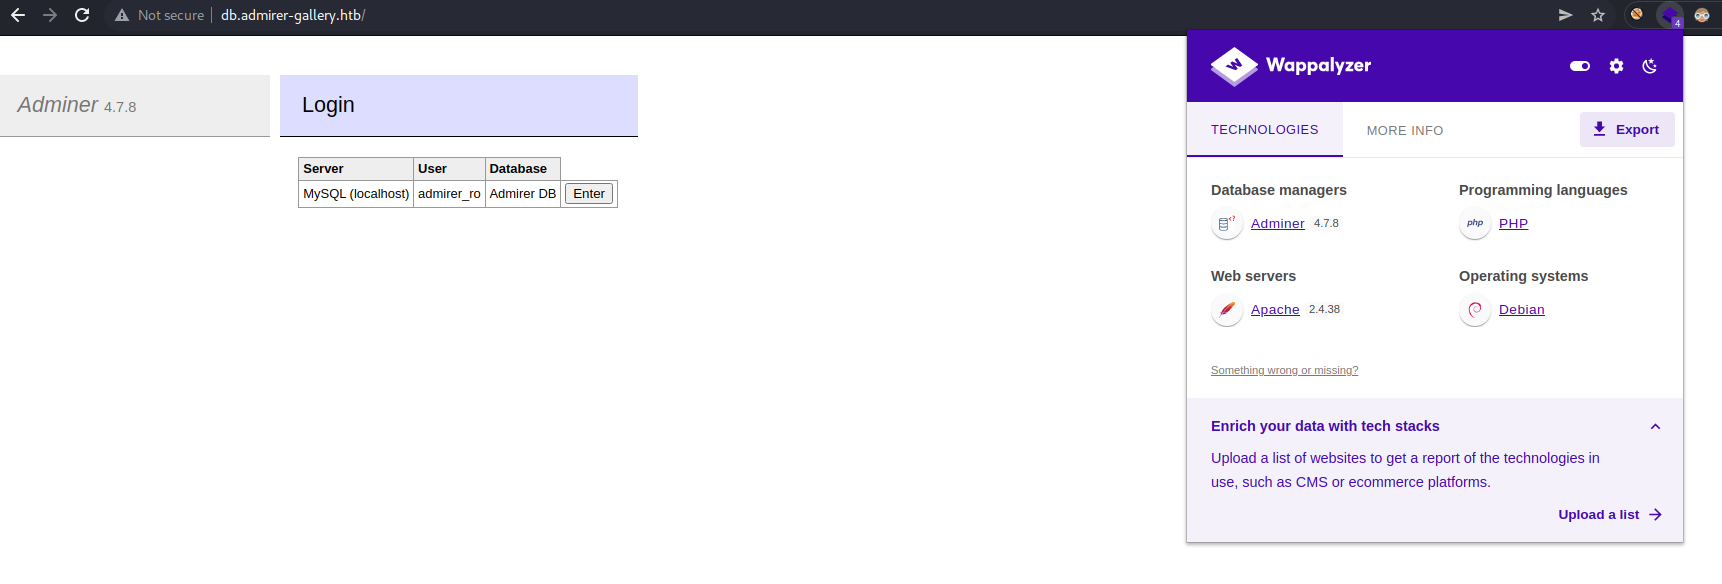 Not secure db.admirer-gallery.htb/
4
Wappalyzer
Adminer 4.7.8
Login
TECHNOLOGIES MORE INFO Export
Server User Database
MySQL (localhost) admirer_ro Admirer DB Enter
Database managers Programming languages
Adminer 4.7.8 php PHP
Web servers Operating systems
Apache 2.4.38 Debian
Something wrong or missing?
Enrich your data with tech stacks
Upload a list of websites to get a report of the technologies in
use, such as CMS or ecommerce platforms.
Upload a list